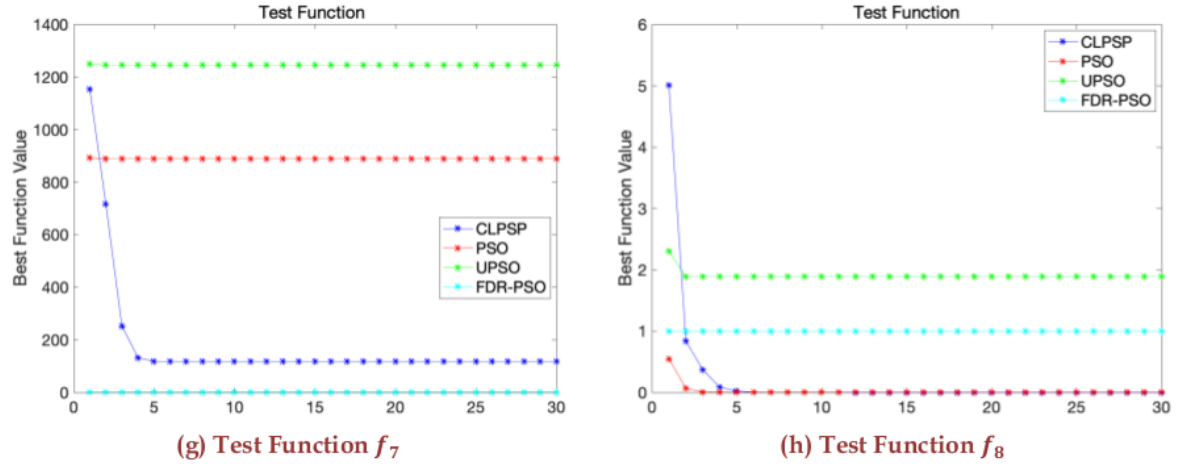 Test Function
1400
1200
1000
800
600
400
200
0
Best Function Value
0 5 10 15 20 25 30
CLPSP
PSO
UPSO
FDR-PSO
(g) Test Function f7
Test Function
6
5
4
3
2
1
0
Best Function Value
0 5 10 15 20 25 30
CLPSP
PSO
UPSO
FDR-PSO
(h) Test Function f8